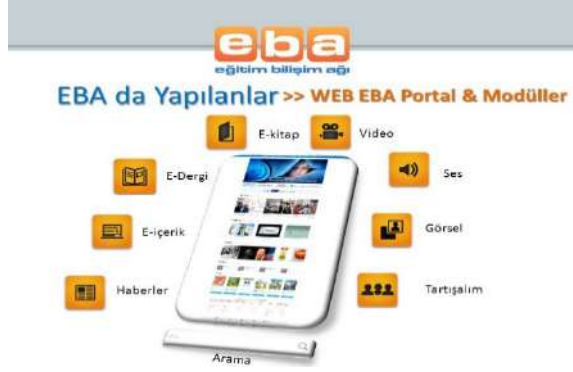 eba
eğitim bilişim ağı
EBA da Yapılanlar >> WEB EBA Portal & Modüller
E-kitap
Video
E-Dergi
Ses
E-içerik
Görsel
Haberler
Tartışalım
Arama